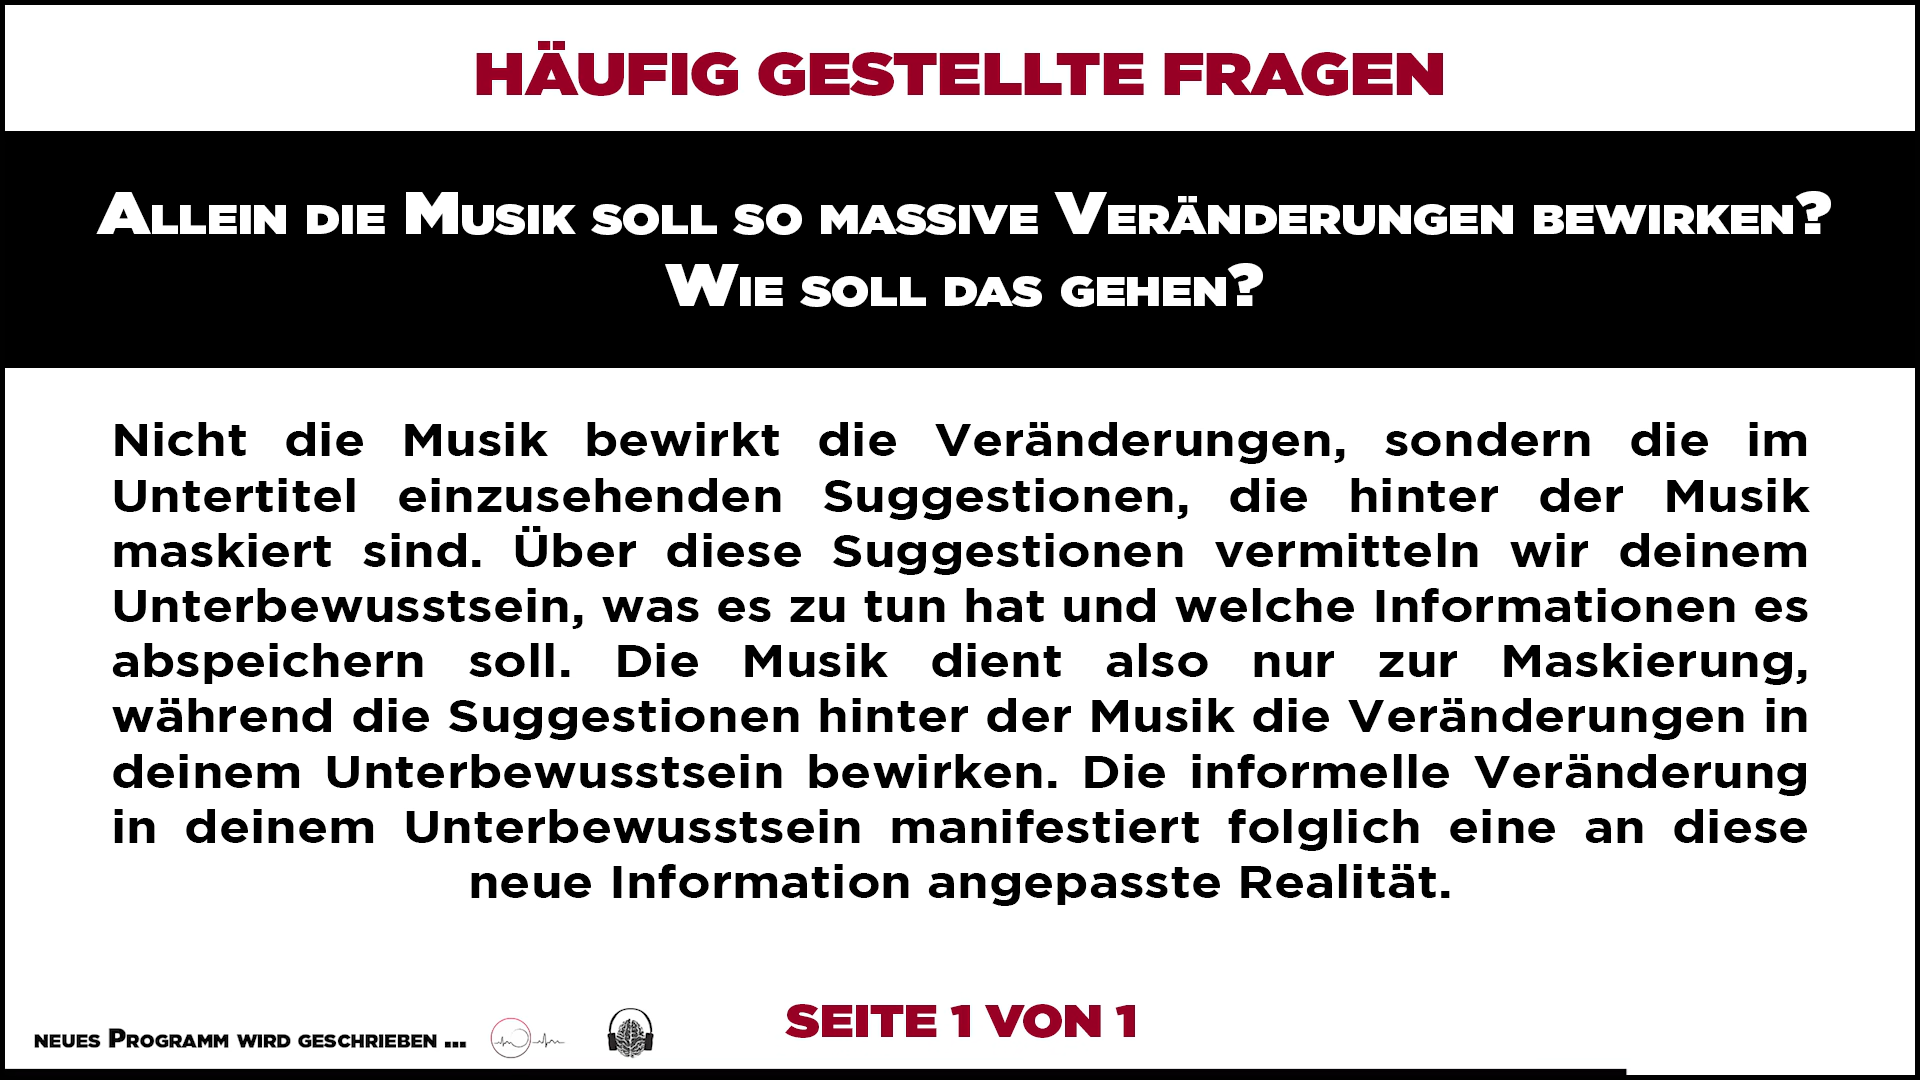 HÄUFIG GESTELLTE FRAGEN
Allein die Musik soll so massive Veränderungen bewirken?
Wie soll das gehen?
Nicht die Musik bewirkt die Veränderungen, sondern die im
Untertitel einzusehenden Suggestionen, die hinter der Musik
maskiert sind. Über diese Suggestionen vermitteln wir deinem
Unterbewusstsein, was es zu tun hat und welche Informationen es
abspeichern soll. Die Musik dient also nur zur Maskierung,
während die Suggestionen hinter der Musik die Veränderungen in
deinem Unterbewusstsein bewirken. Die informelle Veränderung
in deinem Unterbewusstsein manifestiert folglich eine an diese
neue Information angepasste Realität.
neues Programm wird geschrieben ...
SEITE 1 VON 1